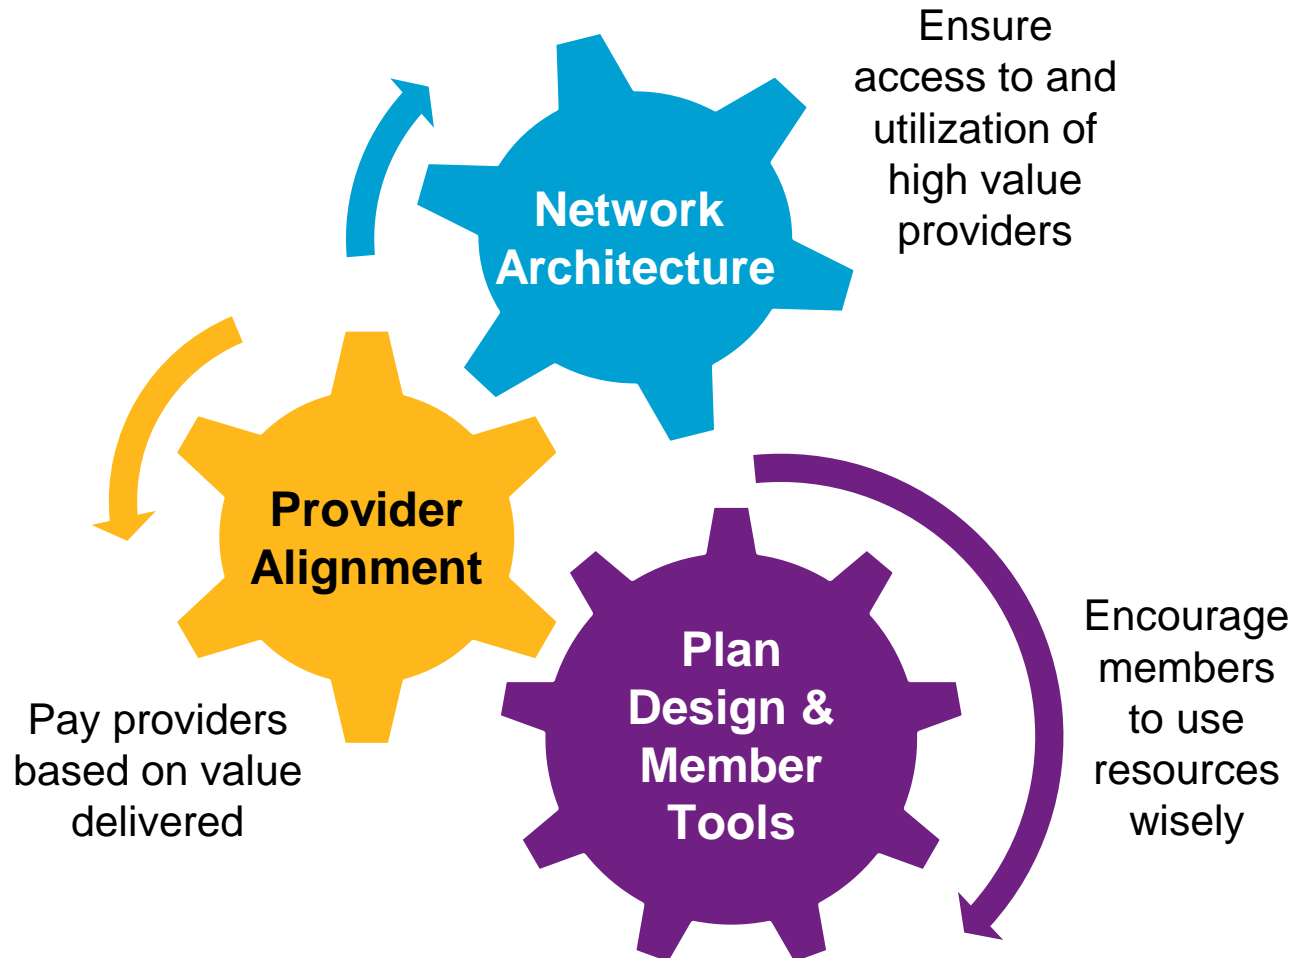 Ensure
access to and
utilization of
high value
providers
Network
Architecture
Provider
Alignment
Pay providers
based on value
delivered
Plan
Design &
Member
Tools
Encourage
members
to use
resources
wisely